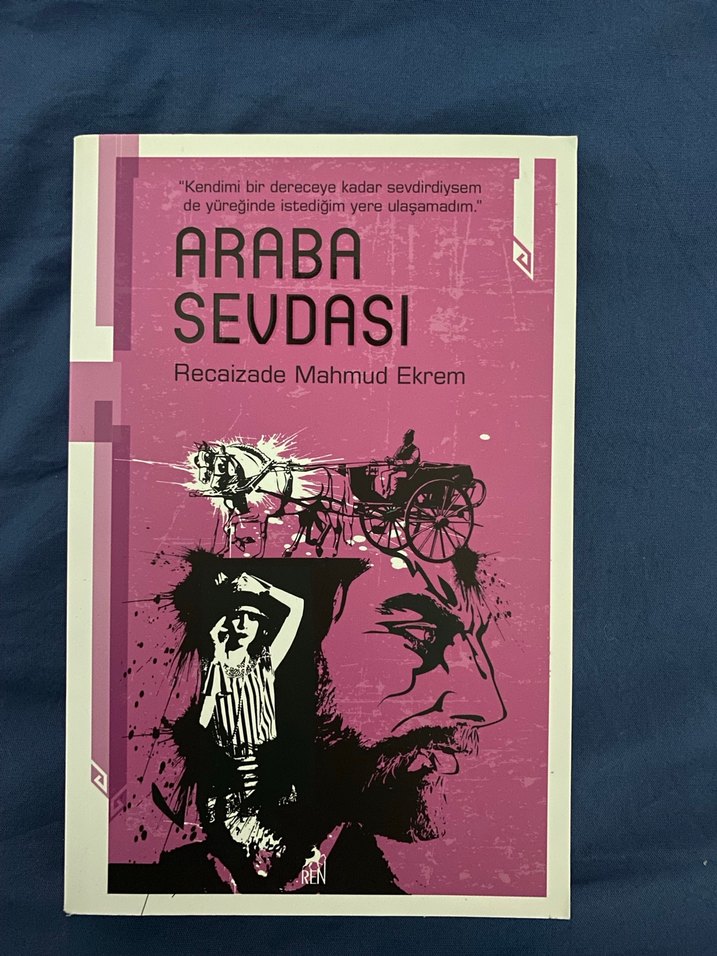 "Kendimi bir dereceye kadar sevdirdiysem
de yüreğinde istediğim yere ulaşamadım."
ARABA
SEVDASI
Recaizade Mahmud Ekrem
REN